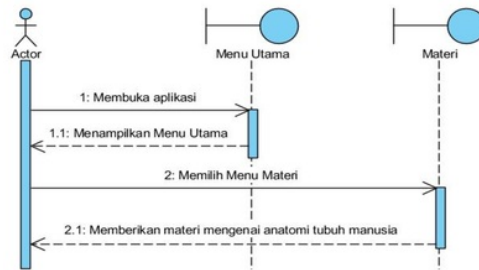 Actor
Menu Utama
Materi
1: Membuka aplikasi
1.1: Menampilkan Menu Utama
2: Memilih Menu Materi
2.1: Memberikan materi mengenai anatomi tubuh manusia